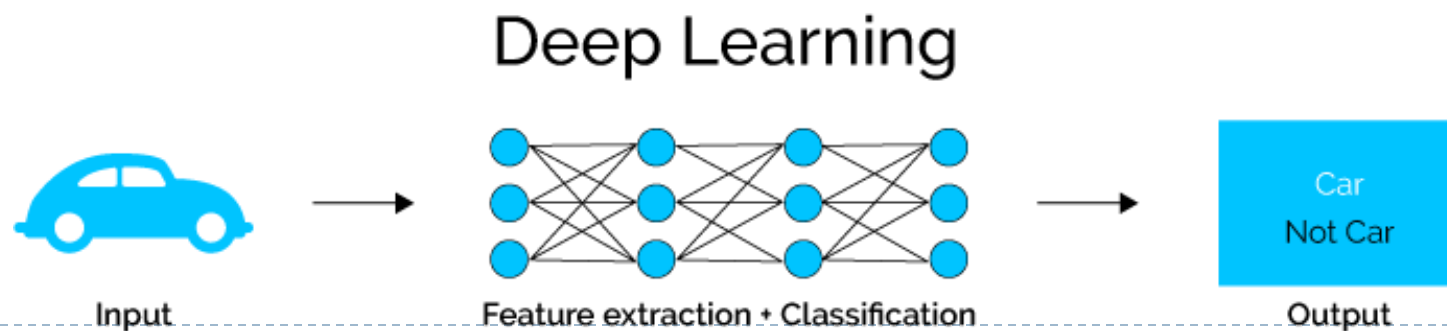 Deep Learning
Car
Not Car
Input
Feature extraction + Classification
Output